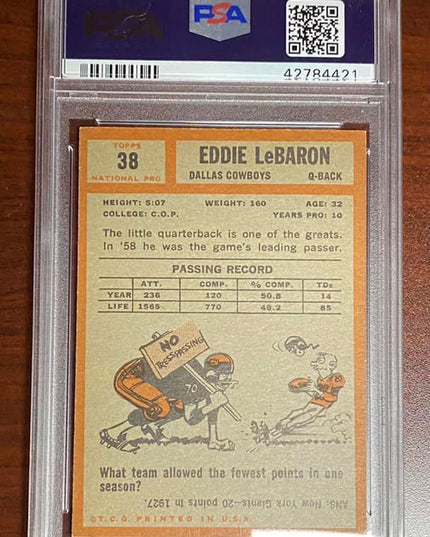 PSA
PSA
42784421
TOPPS
38
NATIONAL PRO
EDDIE LeBARON
DALLAS COWBOYS Q-BACK
HEIGHT: 5:07 WEIGHT: 160 AGE: 32
COLLEGE: C.O.P. YEARS PRO: 10
The little quarterback is one of the greats.
In '58 he was the game's leading passer.
PASSING RECORD
ATT. COMP. % COMP. TDs
YEAR 236 120 50.8 14
LIFE 1565 770 49.2 85
NO
TRESSPASSING
70
What team allowed the fewest points in one
season?
ANS. New York Giants—20 points in 1927.
©T.C.G. PRINTED IN U.S.A.